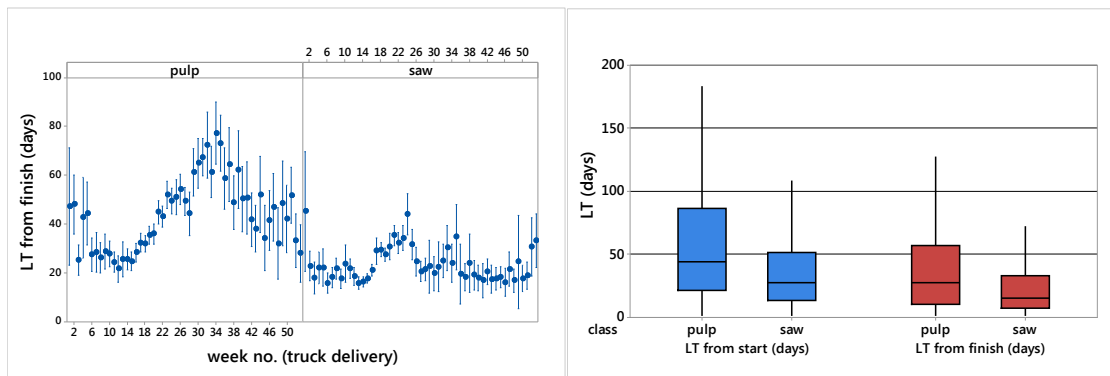 2 6 10 14 18 22 26 30 34 38 42 46 50
pulp saw
100
80
60
40
20
0
LT from finish (days)
2 6 10 14 18 22 26 30 34 38 42 46 50
week no. (truck delivery)
200
150
100
50
0
LT (days)
class pulp saw pulp saw
LT from start (days) LT from finish (days)